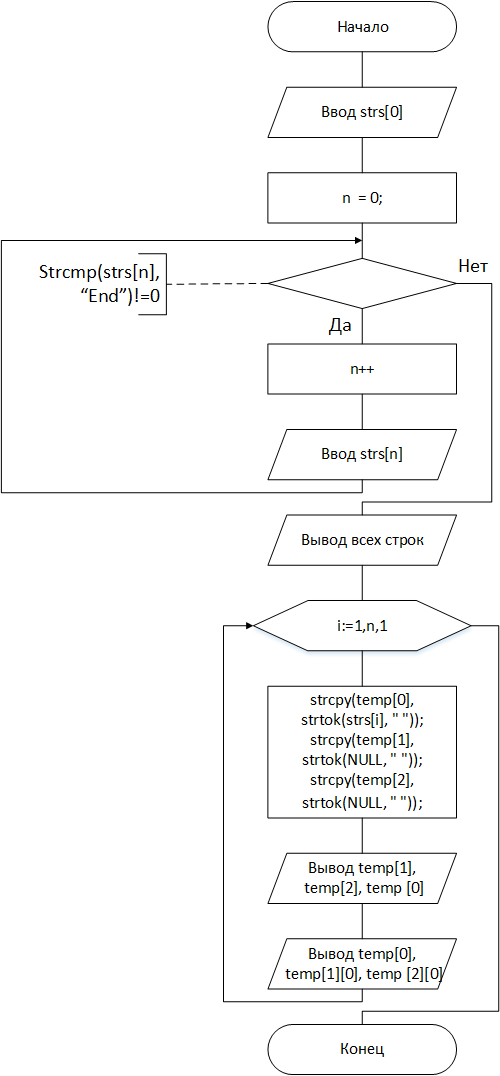 Начало
Ввод strs[0]
n = 0;
Strcmp(strs[n],
“End”)!=0
Нет
Да
n++
Ввод strs[n]
Вывод всех строк
i:=1,n,1
strcpy(temp[0],
strtok(strs[i], " "));
strcpy(temp[1],
strtok(NULL, " "));
strcpy(temp[2],
strtok(NULL, " "));
Вывод temp[1],
temp[2], temp [0]
Вывод temp[0],
temp[1][0], temp [2][0]
Конец